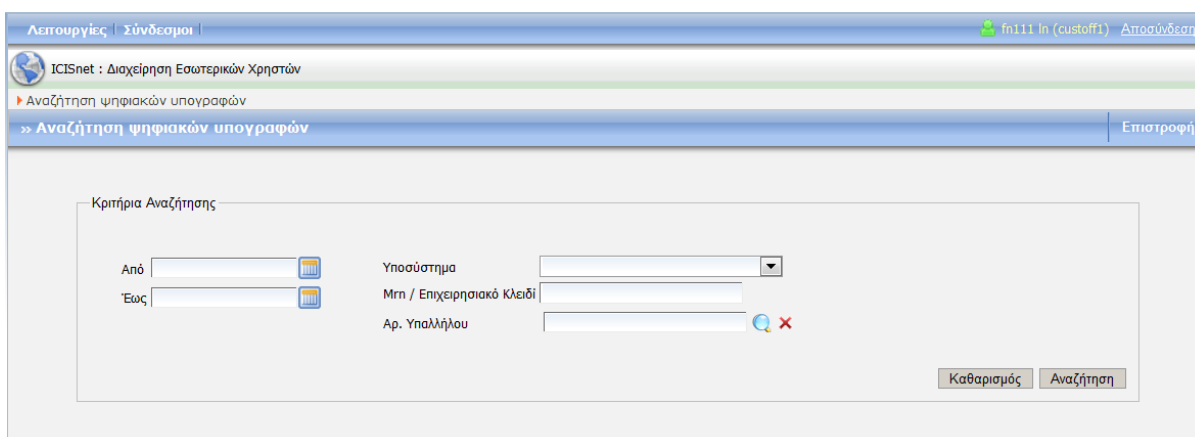 Λειτουργίες | Σύνδεσμοι | fn111 ln (custoff1) Αποσύνδεση
ICISnet : Διαχείρηση Εσωτερικών Χρηστών
Αναζήτηση ψηφιακών υπογραφών
» Αναζήτηση ψηφιακών υπογραφών Επιστροφή
Κριτήρια Αναζήτησης
Από Υποσύστημα
Έως Mrn / Επιχειρησιακό Κλειδί
Αρ. Υπαλλήλου
Καθαρισμός Αναζήτηση